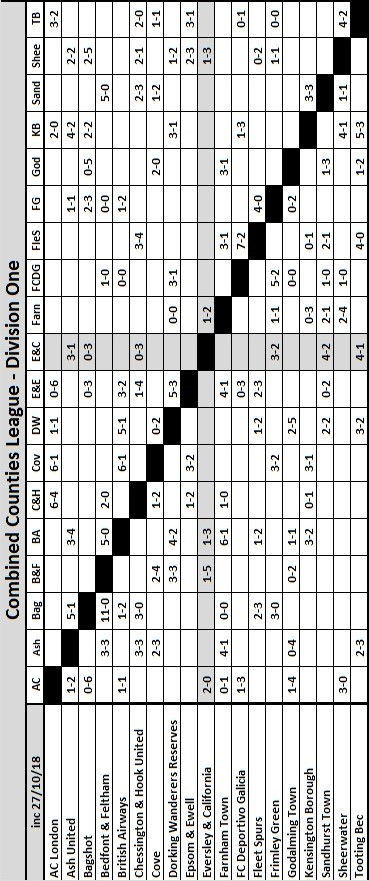 Combined Counties League - Division One
inc 27/10/18 AC Ash Bag B&F BA C&H Cov DW E&E E&C Farn FCDG FleS FG God KB Sand Shee TB
AC London 6-4 6-1 1-1 0-6 2-0 3-2
Ash United 1-2 5-1 3-4 3-1 1-1 4-2 2-2
Bagshot 0-6 0-3 0-3 2-3 0-5 2-2 2-5
Bedfont & Feltham 3-3 11-0 5-0 2-0 1-0 0-0 5-0
British Airways 1-1 1-2 6-1 5-1 3-2 0-0 1-2
Chessington & Hook United 3-3 3-0 1-4 0-3 3-4 2-3 2-1 2-0
Cove 2-3 2-4 1-2 0-2 2-0 1-2 1-1
Dorking Wanderers Reserves 3-3 4-2 5-3 0-0 3-1 3-1 1-2
Epsom & Ewell 1-2 3-2 2-3 3-1
Eversley & California 2-0 1-5 1-3 1-2 1-3
Farnham Town 0-1 4-1 0-0 6-1 1-0 4-1 3-1 3-1
FC Deportivo Galicia 1-3 0-3 7-2 1-3 0-1
Fleet Spurs 2-3 1-2 1-2 2-3 4-0 0-2
Frimley Green 3-0 3-2 3-2 1-1 5-2 1-1 0-0
Godalming Town 1-4 0-4 0-2 1-1 2-5 0-0 0-2
Kensington Borough 3-2 0-1 3-1 0-3 0-1 3-3
Sandhurst Town 2-2 0-2 4-2 2-1 1-0 2-1 1-3
Sheerwater 3-0 2-4 1-0 4-1 1-1 4-2
Tooting Bec 2-3 3-2 4-1 4-0 1-2 5-3